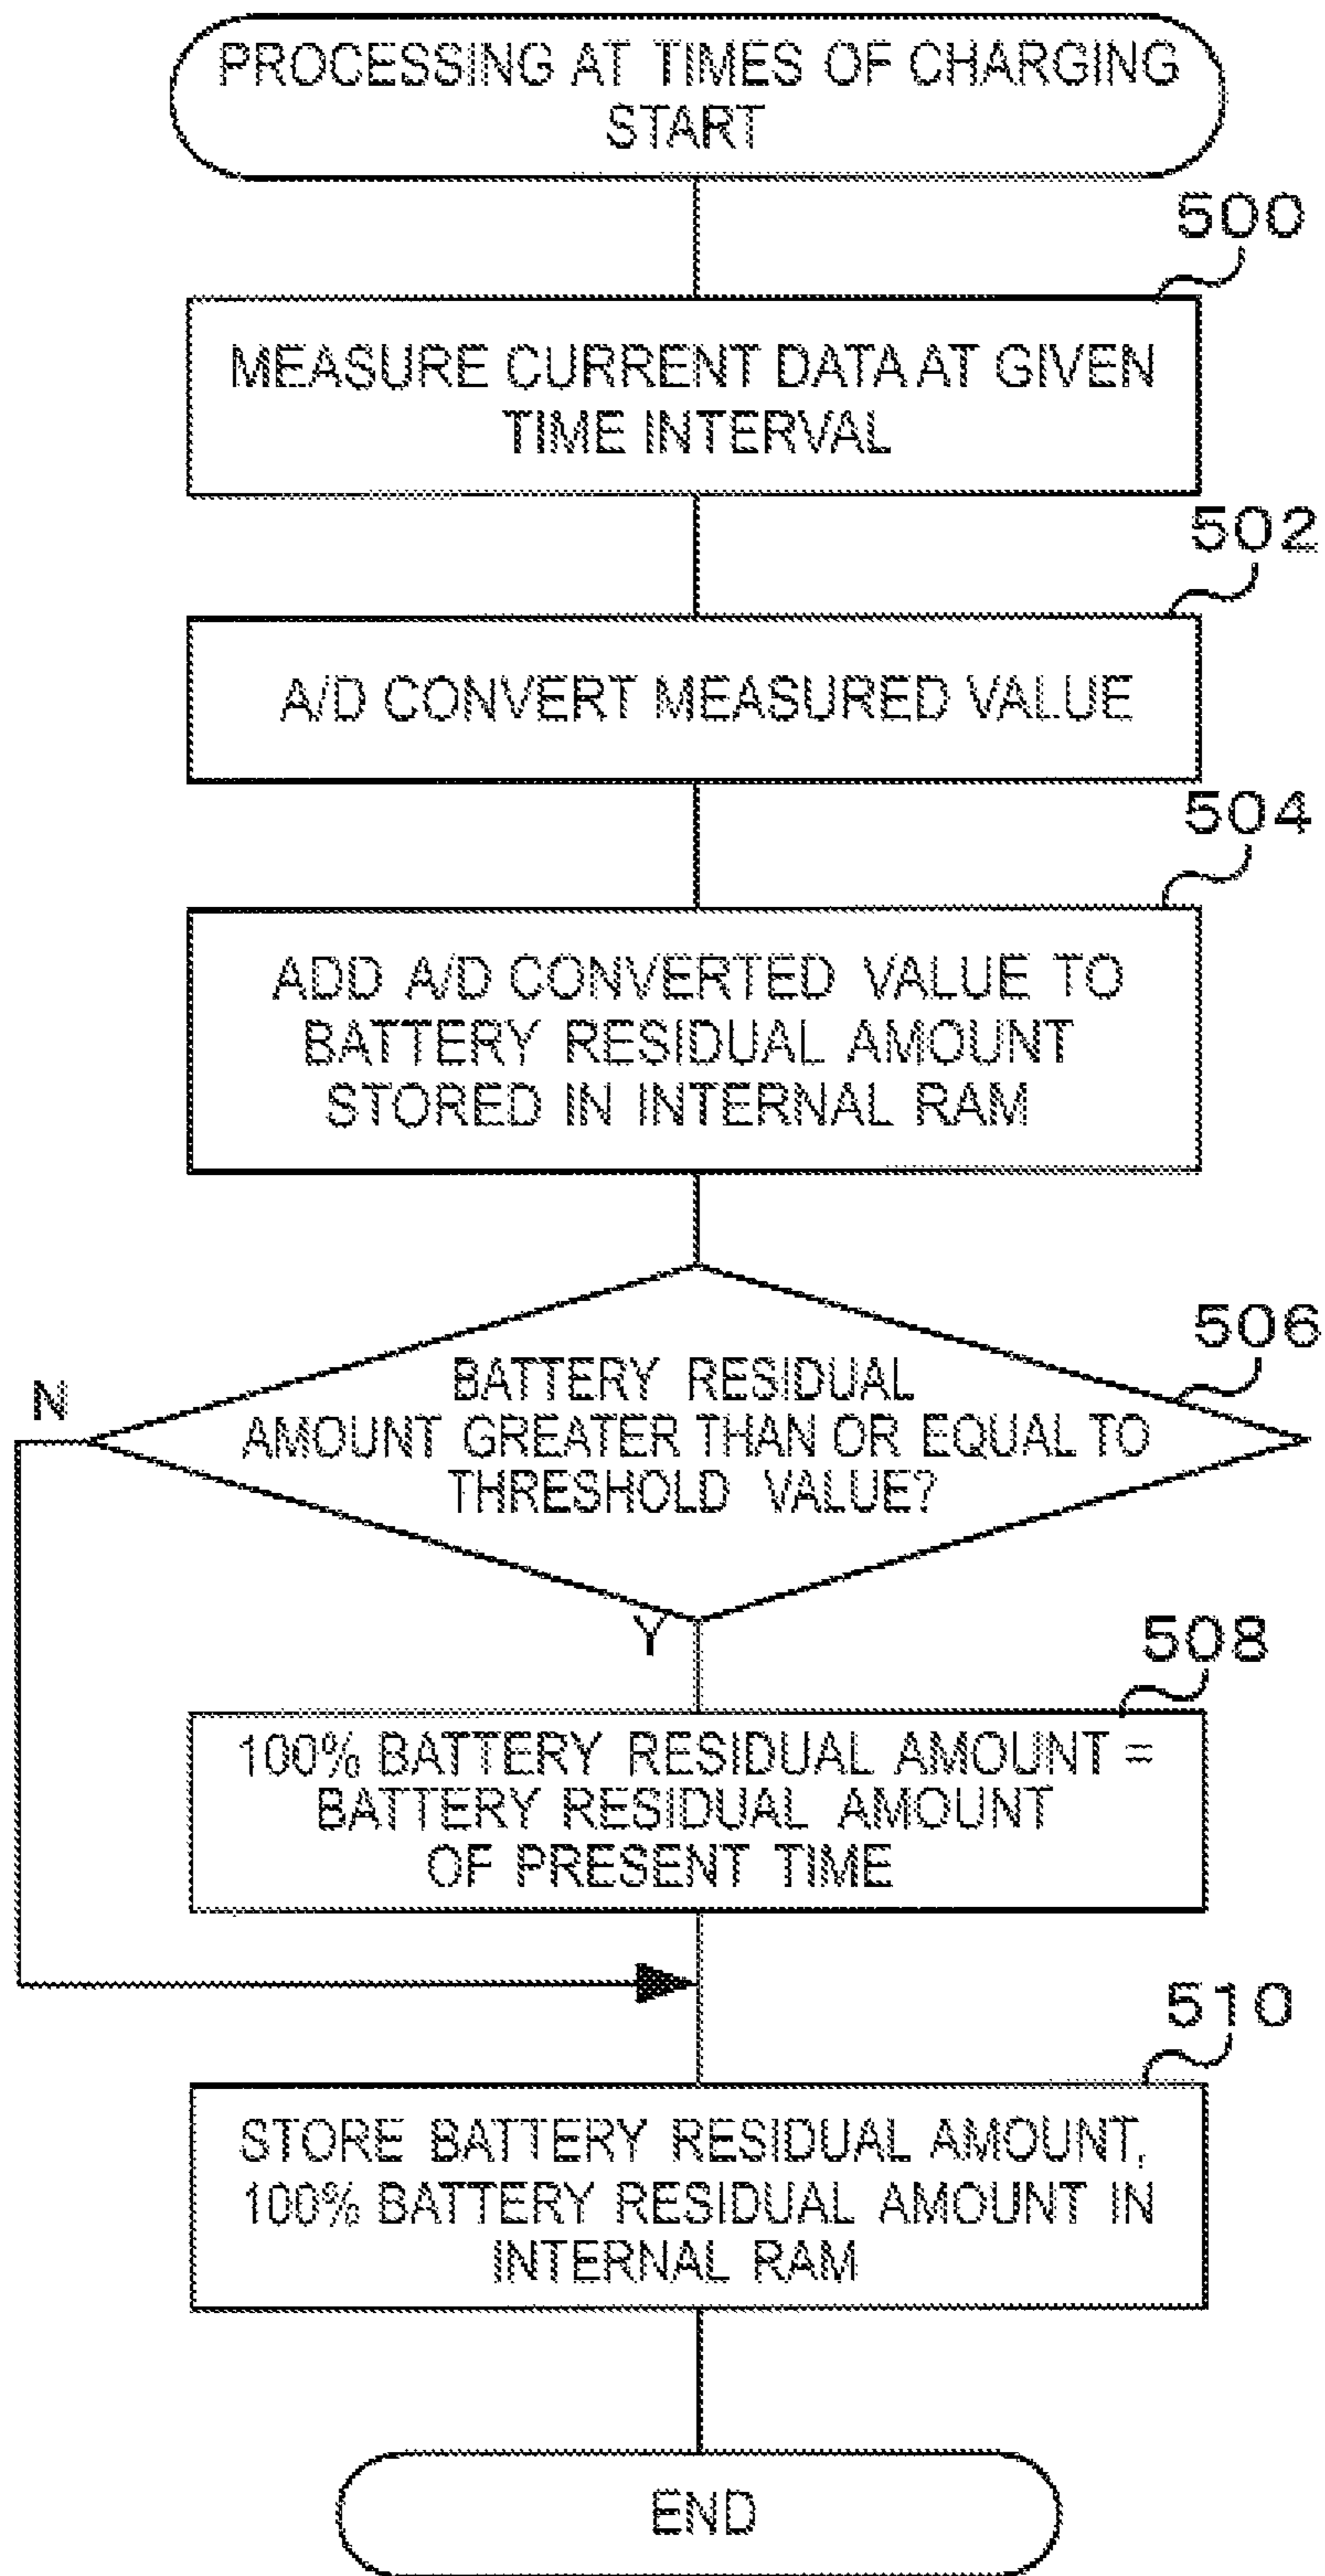 PROCESSING AT TIMES OF CHARGING
START
500
MEASURE CURRENT DATA AT GIVEN
TIME INTERVAL
502
A/D CONVERT MEASURED VALUE
504
ADD A/D CONVERTED VALUE TO
BATTERY RESIDUAL AMOUNT
STORED IN INTERNAL RAM
506
BATTERY RESIDUAL
AMOUNT GREATER THAN OR EQUAL TO
THRESHOLD VALUE?
N
Y
508
100% BATTERY RESIDUAL AMOUNT =
BATTERY RESIDUAL AMOUNT
OF PRESENT TIME
510
STORE BATTERY RESIDUAL AMOUNT,
100% BATTERY RESIDUAL AMOUNT IN
INTERNAL RAM
END